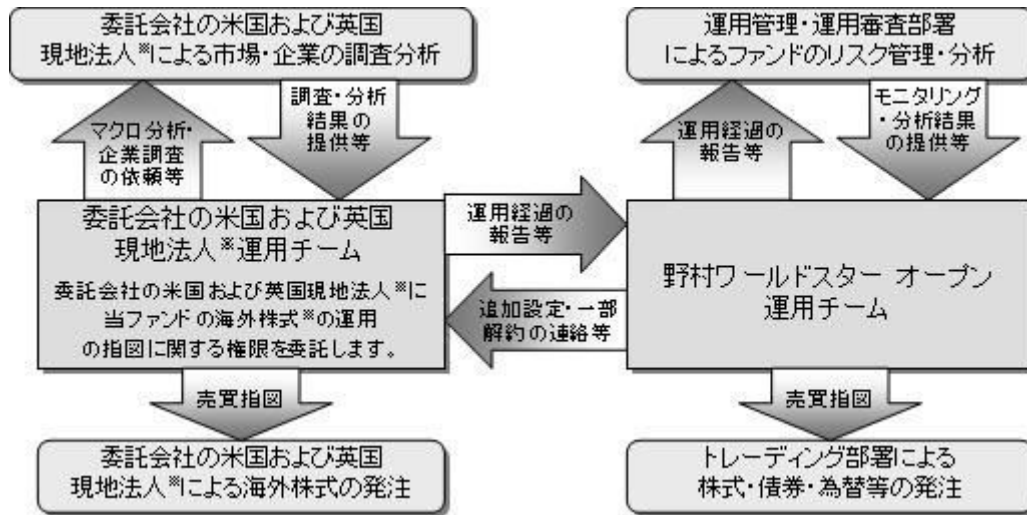 委託会社の米国および英国
現地法人※による市場・企業の調査分析
運用管理・運用審査部署
によるファンドのリスク管理・分析
マクロ分析・
企業調査
の依頼等
調査・分析
結果の
提供等
運用経過の
報告等
モニタリング
・分析結果
の提供等
委託会社の米国および英国
現地法人※運用チーム
委託会社の米国および英国現地法人※に
当ファンドの海外株式※の運用
の指図に関する権限を委託します。
運用経過の
報告等
追加設定・一部
解約の連絡等
野村ワールドスター オープン
運用チーム
売買指図
売買指図
委託会社の米国および英国
現地法人※による海外株式の発注
トレーディング部署による
株式・債券・為替等の発注